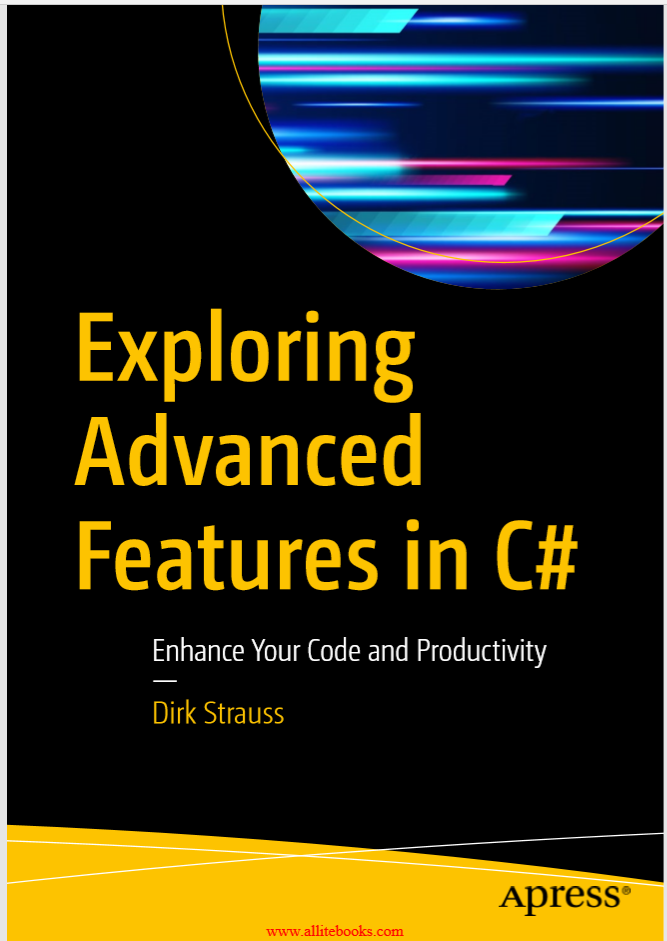 Exploring
Advanced
Features in C#
Enhance Your Code and Productivity
—
Dirk Strauss
Apress®
www.allitebooks.com